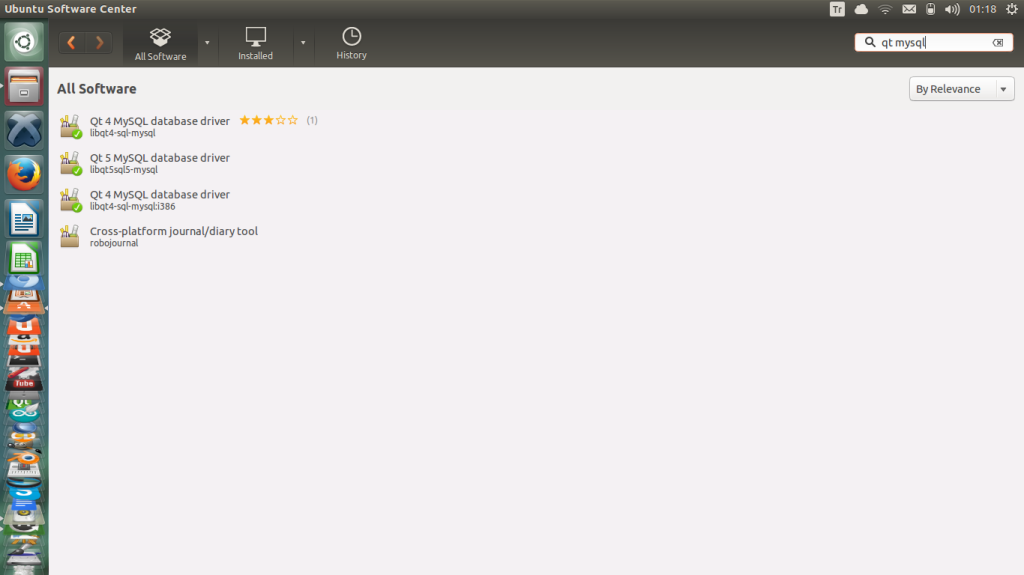 Ubuntu Software Center
Tr
01:18
All Software
Installed
History
qt mysql
All Software
By Relevance
Qt 4 MySQL database driver (1)
libqt4-sql-mysql
Qt 5 MySQL database driver
libqt5sql5-mysql
Qt 4 MySQL database driver
libqt4-sql-mysql:i386
Cross-platform journal/diary tool
robojournal
Tube
Qt